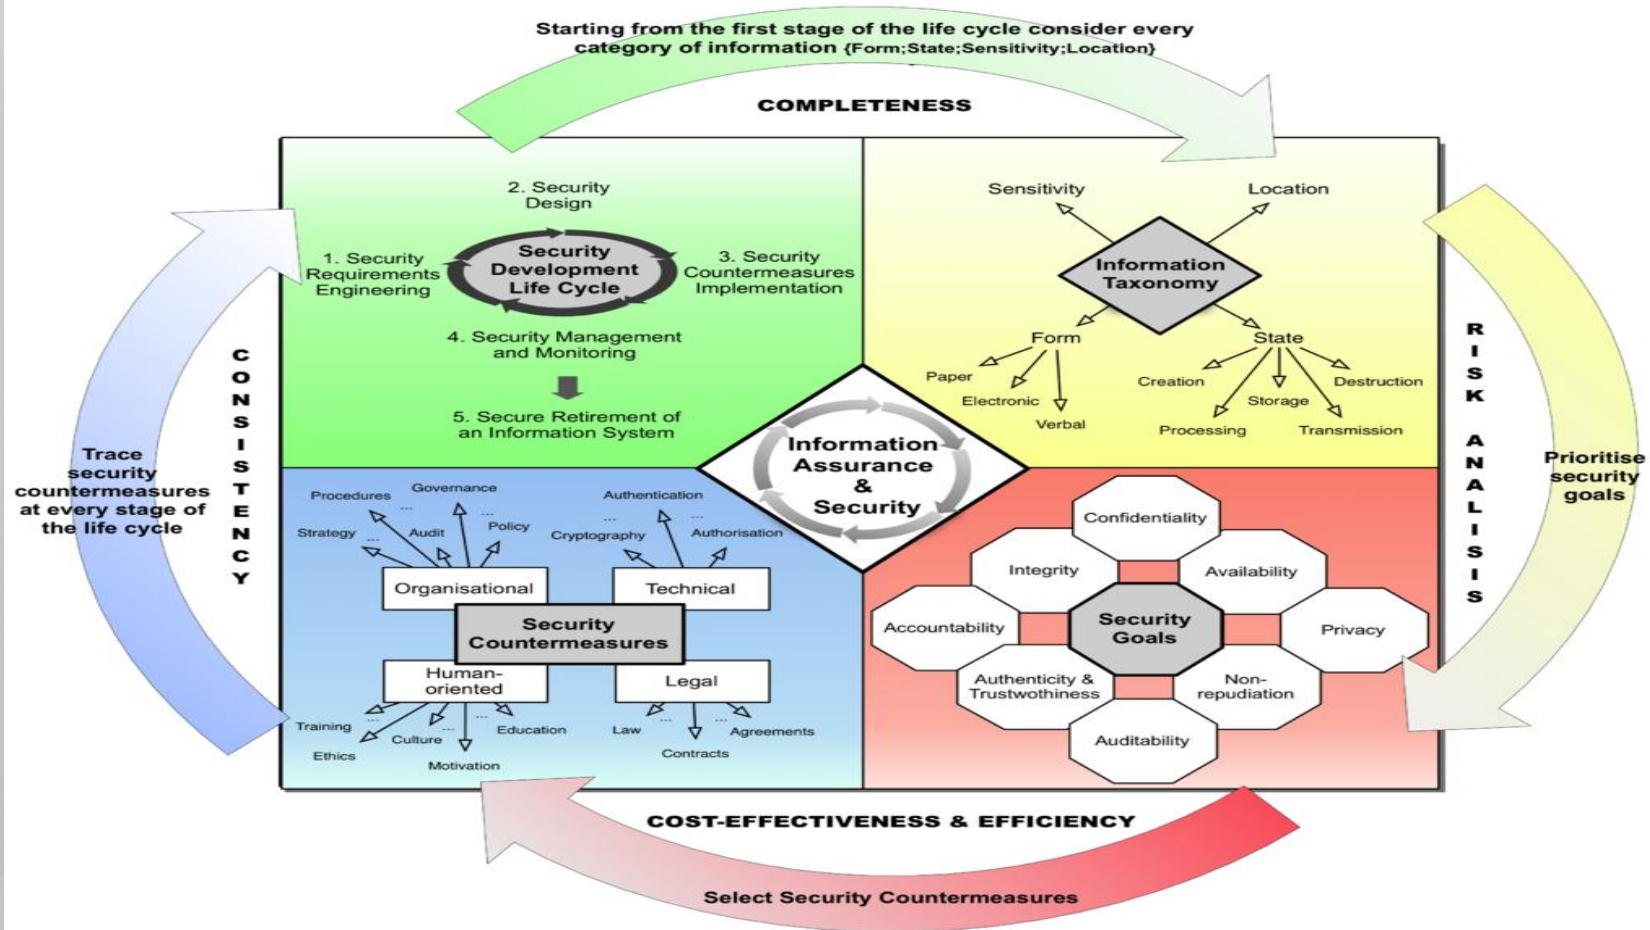 Starting from the first stage of the life cycle consider every
category of information {Form;State;Sensitivity;Location}
COMPLETENESS
2. Security
Design
1. Security
Requirements
Engineering
Security
Development
Life Cycle
3. Security
Countermeasures
Implementation
4. Security Management
and Monitoring
5. Secure Retirement of
an Information System
Sensitivity
Location
Information
Taxonomy
Form
State
Paper
Electronic
Verbal
Creation
Processing
Storage
Transmission
Destruction
RISK ANALISIS
Prioritise
security
goals
Information
Assurance
&
Security
CONSISTENCY
Trace
security
countermeasures
at every stage of
the life cycle
Procedures
...
Governance
Strategy
...
Audit
...
Policy
Organisational
Authentication
...
Cryptography
...
Authorisation
Technical
Security
Countermeasures
Human-
oriented
Training
...
Ethics
Culture
...
Motivation
...
Education
Legal
Law
...
Contracts
...
Agreements
Confidentiality
Integrity
Availability
Accountability
Security
Goals
Privacy
Authenticity &
Trustwothiness
Non-
repudiation
Auditability
COST-EFFECTIVENESS & EFFICIENCY
Select Security Countermeasures